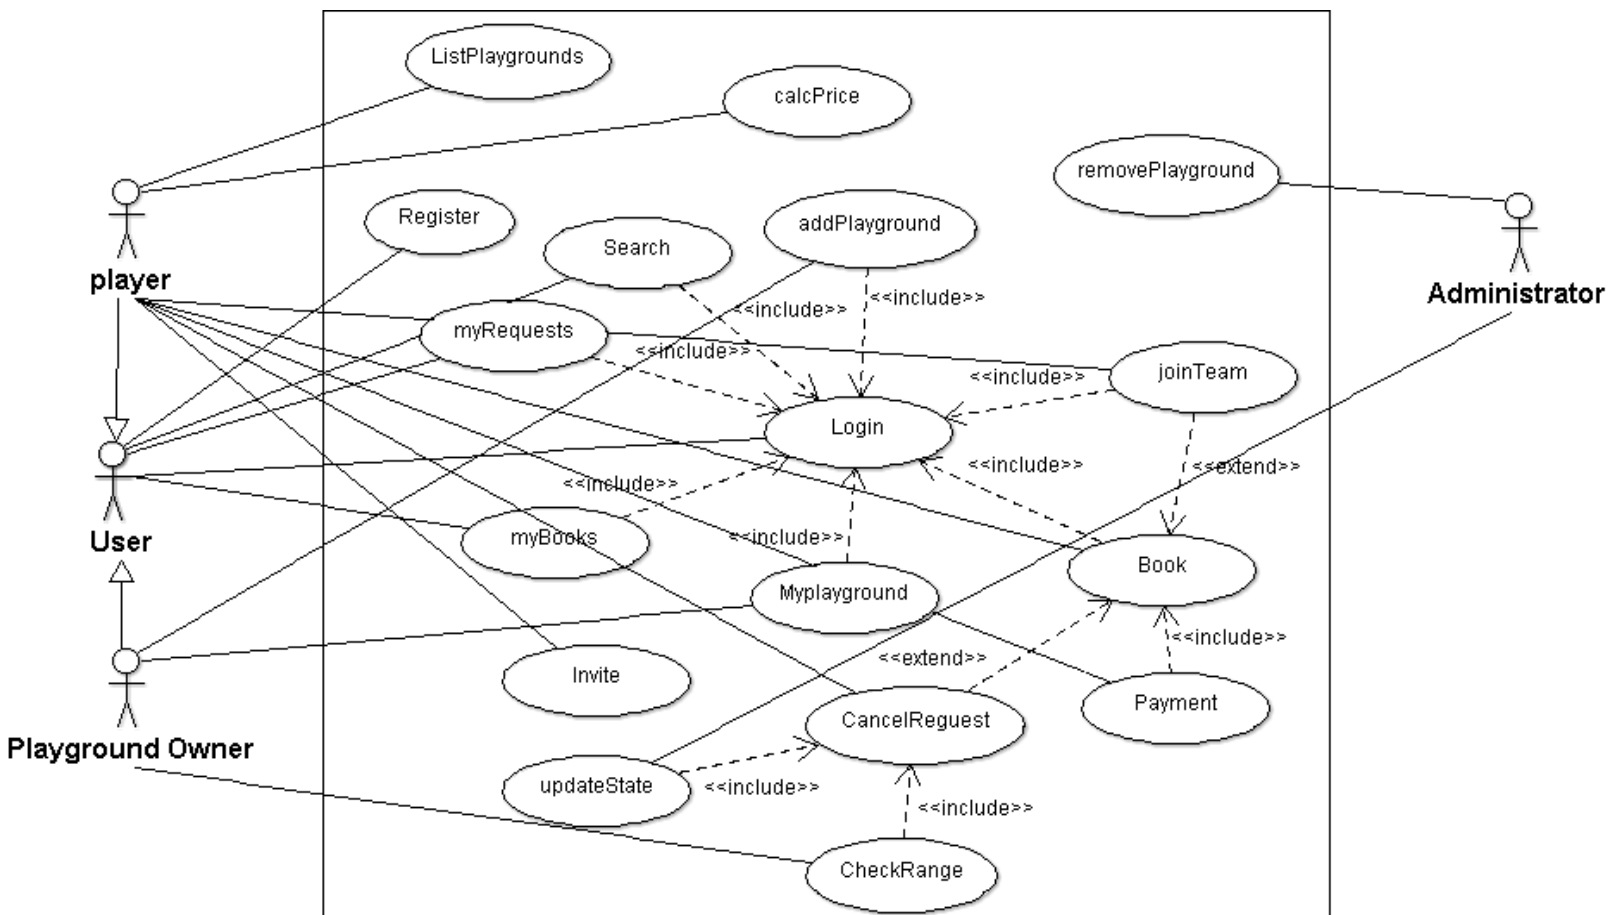 ListPlaygrounds
calcPrice
removePlayground
Register
addPlayground
Search
player
Administrator
<<include>>
<<include>>
myRequests
<<include>>
joinTeam
<<include>>
Login
<<include>>
<<extend>>
<<include>>
User
myBooks
<<include>>
Book
Myplayground
<<include>>
<<extend>>
Invite
Payment
CancelReguest
Playground Owner
updateState
<<include>>
<<include>>
CheckRange